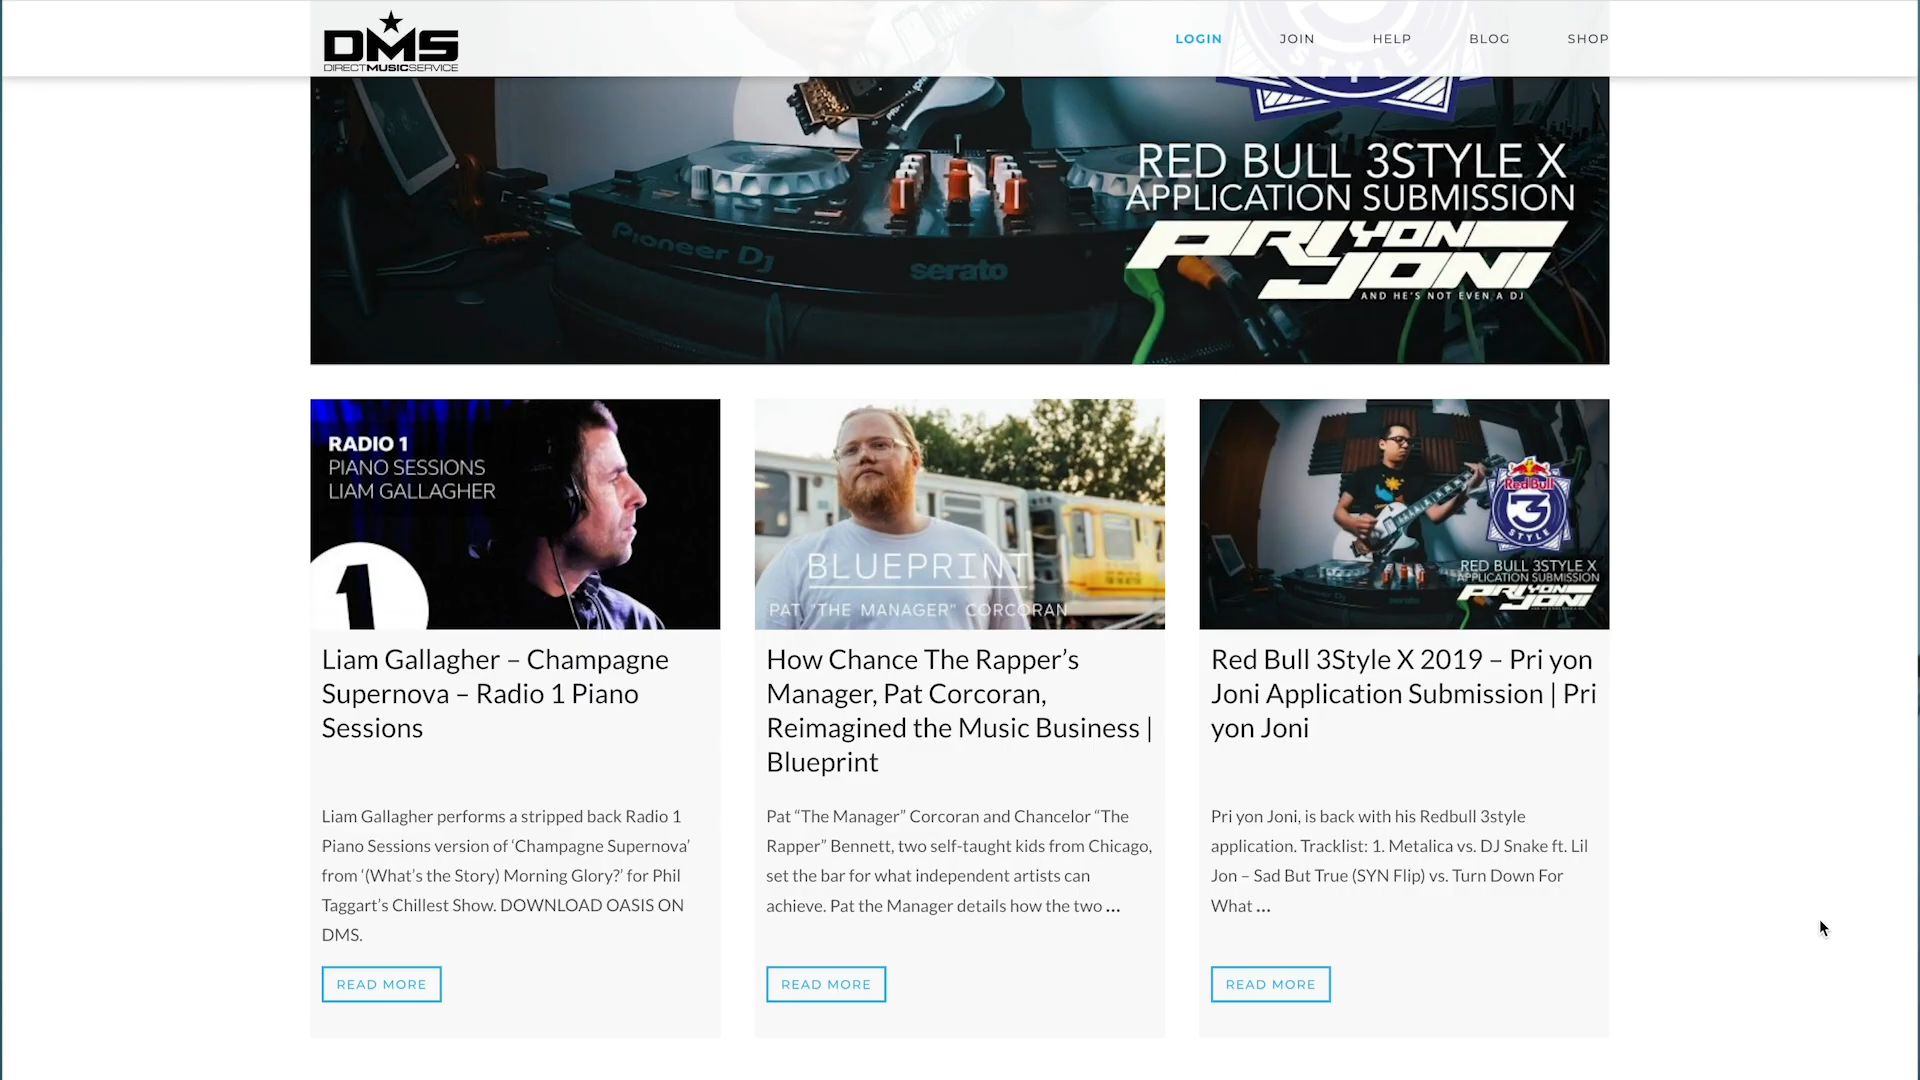 DMS
DIRECTMUSICSERVICE
LOGIN
JOIN
HELP
BLOG
SHOP
STYLE
RED BULL 3STYLE X
APPLICATION SUBMISSION
PRI YON
JONI
AND HE'S NOT EVEN A DJ
Pioneer Dj
serato
RADIO 1
PIANO SESSIONS
LIAM GALLAGHER
1
BLUEPRINT
PAT "THE MANAGER" CORCORAN
Red Bull
3
STYLE
RED BULL 3STYLE X
APPLICATION SUBMISSION
PRI YON
JONI
serato
Liam Gallagher – Champagne
Supernova – Radio 1 Piano
Sessions
Liam Gallagher performs a stripped back Radio 1
Piano Sessions version of ‘Champagne Supernova’
from ‘(What’s the Story) Morning Glory?’ for Phil
Taggart’s Chillest Show. DOWNLOAD OASIS ON
DMS.
READ MORE
How Chance The Rapper’s
Manager, Pat Corcoran,
Reimagined the Music Business |
Blueprint
Pat “The Manager” Corcoran and Chancelor “The
Rapper” Bennett, two self-taught kids from Chicago,
set the bar for what independent artists can
achieve. Pat the Manager details how the two ...
READ MORE
Red Bull 3Style X 2019 – Pri yon
Joni Application Submission | Pri
yon Joni
Pri yon Joni, is back with his Redbull 3style
application. Tracklist: 1. Metalica vs. DJ Snake ft. Lil
Jon – Sad But True (SYN Flip) vs. Turn Down For
What ...
READ MORE